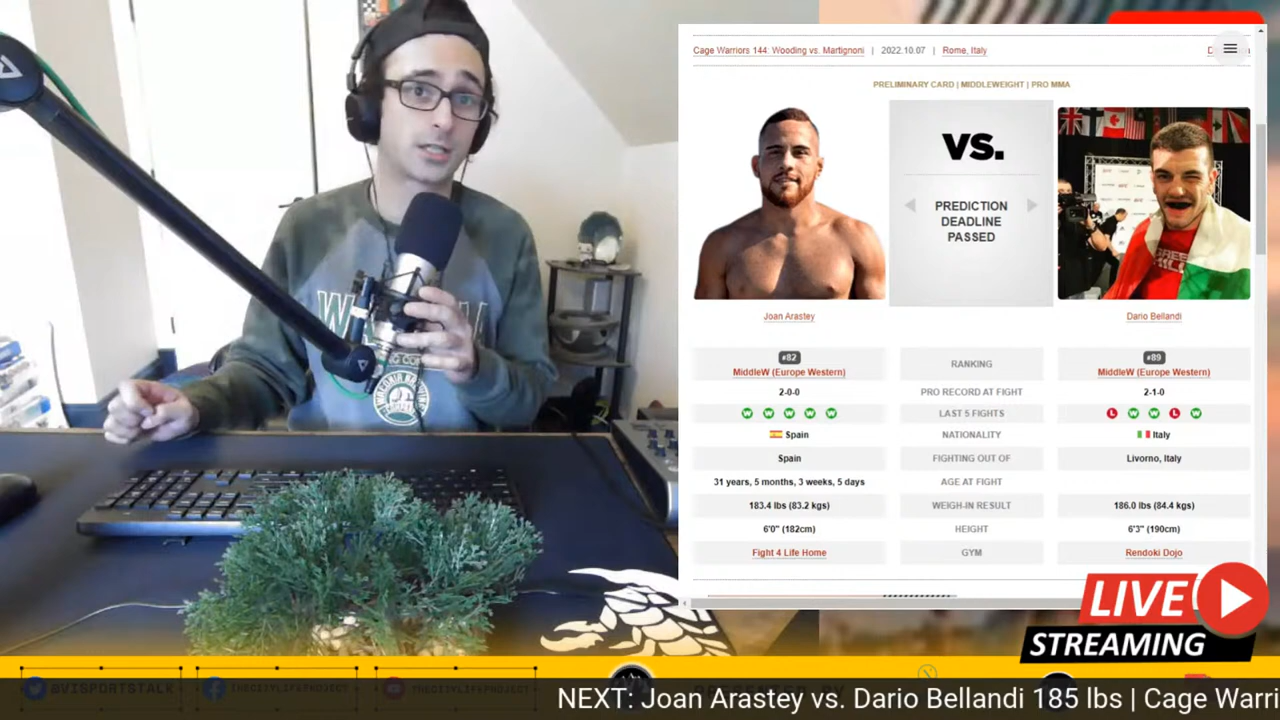 Cage Warriors 144: Wooding vs. Martignoni | 2022.10.07 | Rome, Italy
PRELIMINARY CARD | MIDDLEWEIGHT | PRO MMA
VS.
PREDICTION
DEADLINE
PASSED
Joan Arastey
Dario Bellandi
#82 RANKING #89
MiddleW (Europe Western) MiddleW (Europe Western)
2-0-0 PRO RECORD AT FIGHT 2-1-0
W W W W W LAST 5 FIGHTS L W W L W
Spain NATIONALITY Italy
Spain FIGHTING OUT OF Livorno, Italy
31 years, 5 months, 3 weeks, 5 days AGE AT FIGHT
183.4 lbs (83.2 kgs) WEIGH-IN RESULT 186.0 lbs (84.4 kgs)
6'0" (182cm) HEIGHT 6'3" (190cm)
Fight 4 Life Home GYM Rendoki Dojo
LIVE
STREAMING
@VISPORTSTALK THECITYLIFEPROJECT THECITYLIFEPROJECT
NEXT: Joan Arastey vs. Dario Bellandi 185 lbs | Cage Warri